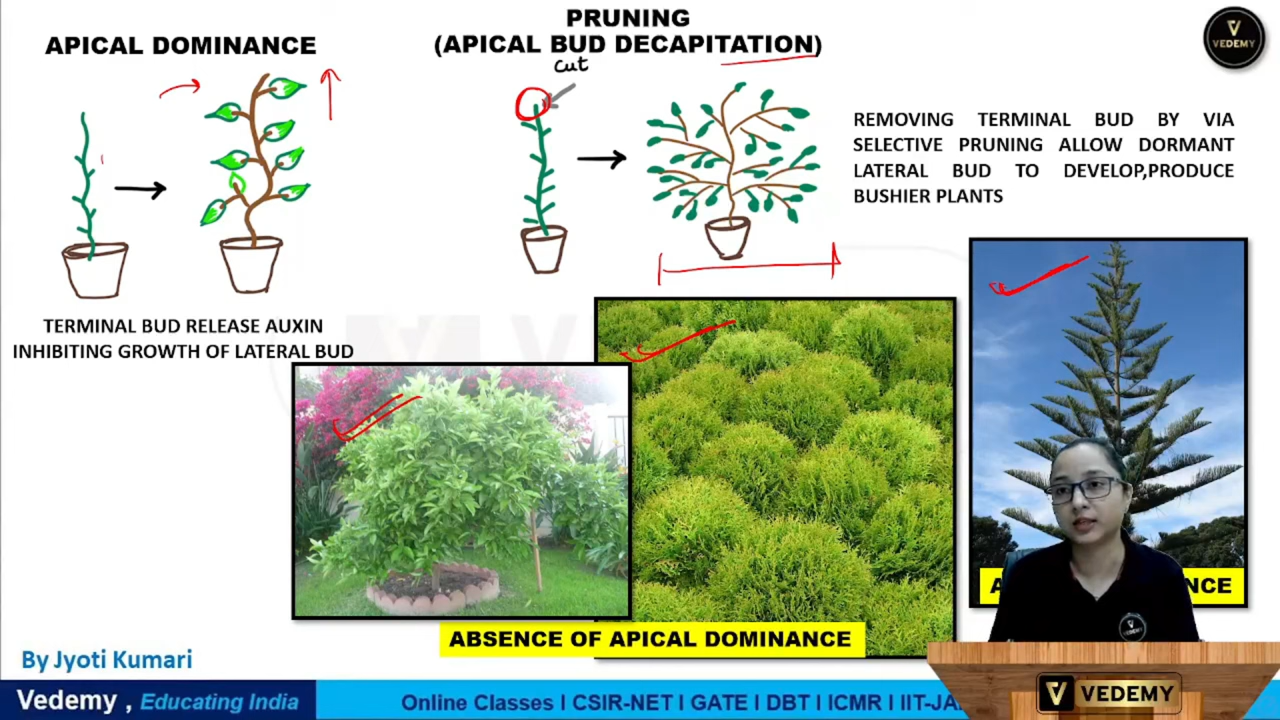 APICAL DOMINANCE
PRUNING
(APICAL BUD DECAPITATION)
cut
V
VEDEMY
REMOVING TERMINAL BUD BY VIA
SELECTIVE PRUNING ALLOW DORMANT
LATERAL BUD TO DEVELOP,PRODUCE
BUSHIER PLANTS
TERMINAL BUD RELEASE AUXIN
INHIBITING GROWTH OF LATERAL BUD
ABSENCE OF APICAL DOMINANCE
By Jyoti Kumari
Vedemy , Educating India
Online Classes I CSIR-NET I GATE I DBT I ICMR I IIT-JA
V VEDEMY